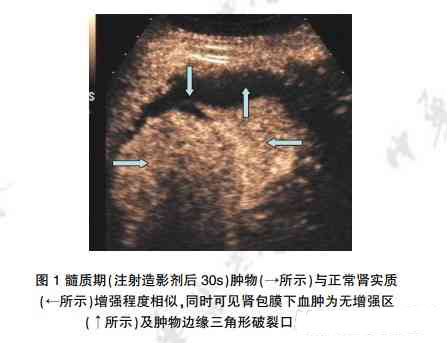 S
图 1 髓质期(注射造影剂后 30s)肿物(→所示)与正常肾实质
(←所示)增强程度相似,同时可见肾包膜下血肿为无增强区
(↑所示)及肿物边缘三角形破裂口